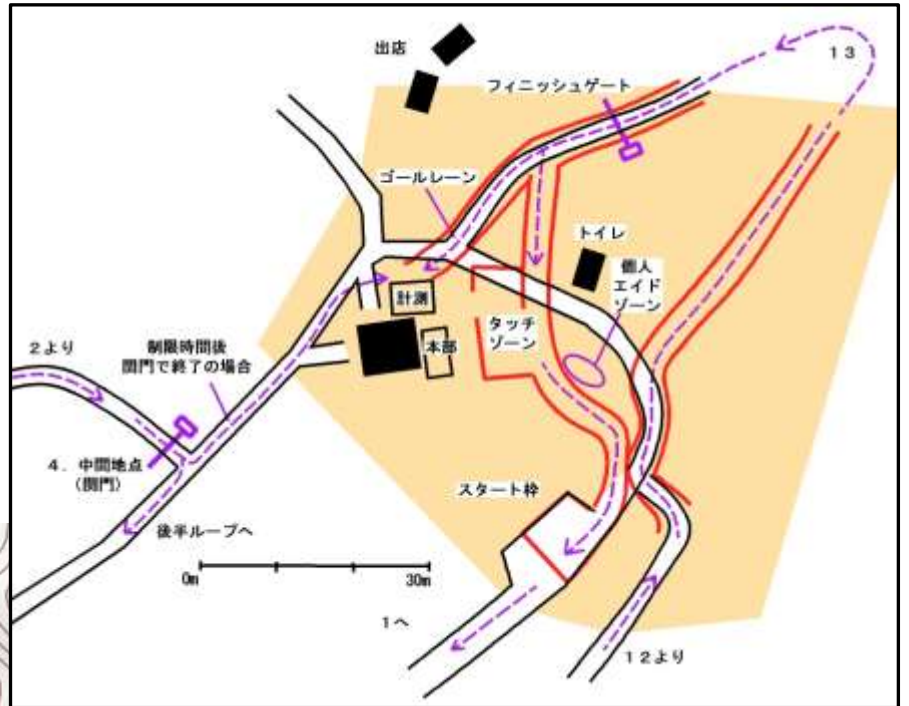 出店
13
フィニッシュゲート
ゴールレーン
トイレ
個人
エイド
ゾーン
計測
タッチ
ゾーン
本部
制限時間後
関門で終了の場合
2より
4．中間地点
（関門）
スタート枠
後半ループへ
0m
30m
1へ
12より